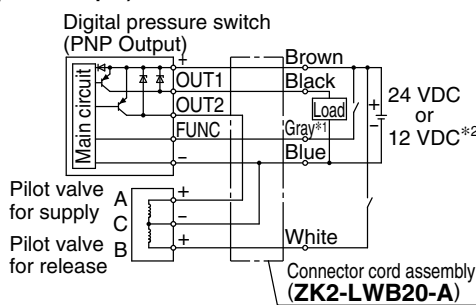 Digital pressure switch
(PNP Output)
Main circuit
+
OUT1
OUT2
FUNC
–
Brown
Black
Load
Gray*1
Blue
+
–
24 VDC
or
12 VDC*2
Pilot valve
for supply
A
C
B
+
–
+
Pilot valve
for release
White
Connector cord assembly
(ZK2-LWB20-A)